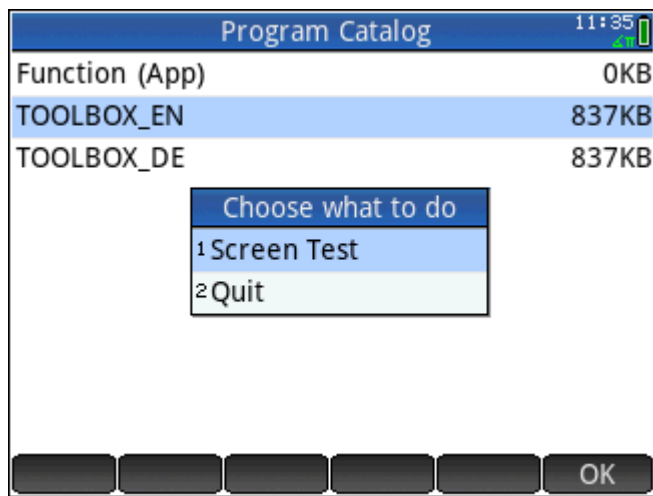 Program Catalog 11:35
∡π
Function (App) 0KB
TOOLBOX_EN 837KB
TOOLBOX_DE 837KB
Choose what to do
1 Screen Test
2 Quit
OK